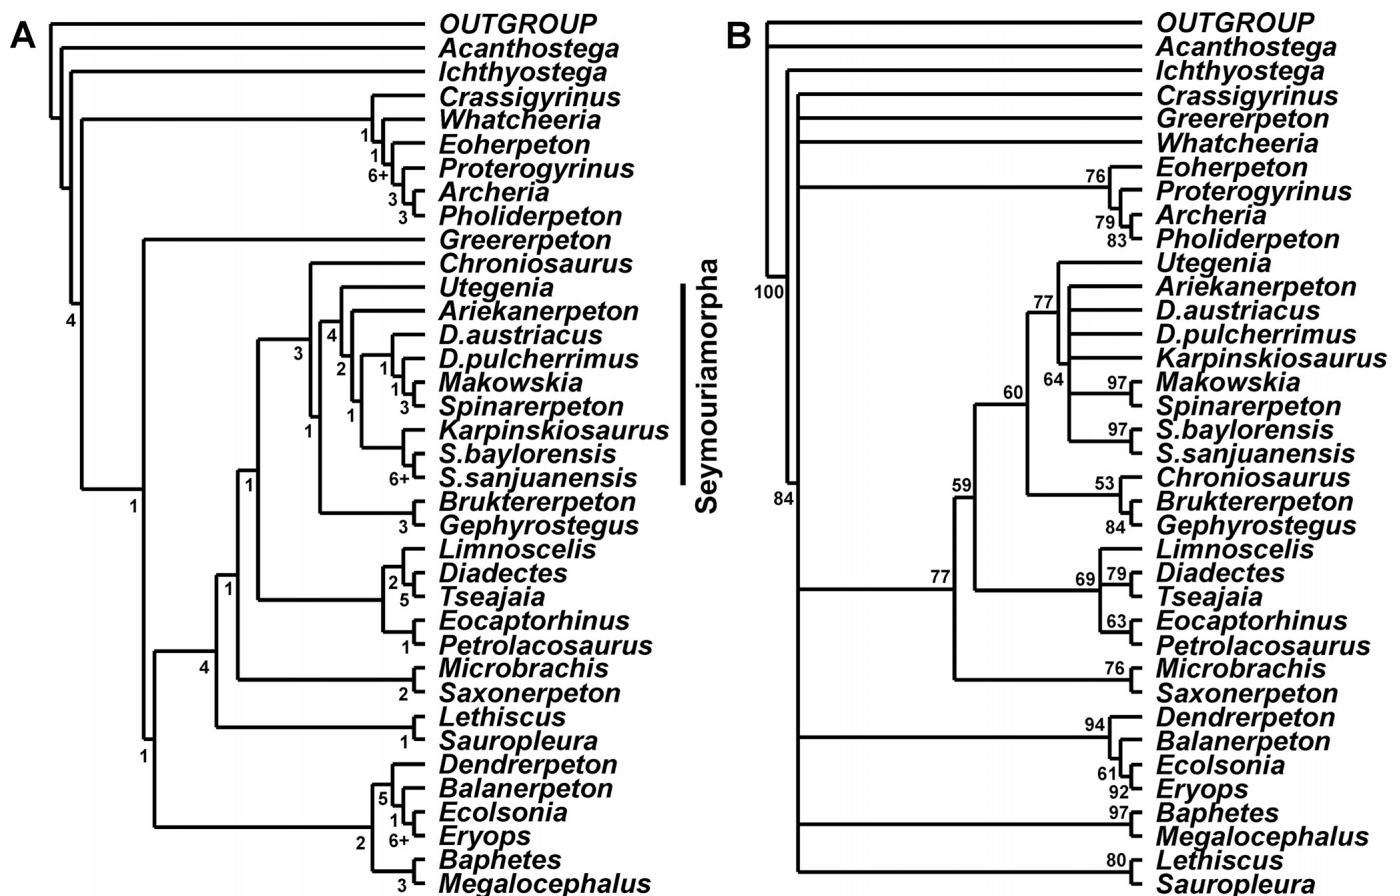 A
OUTGROUP
Acanthostega
Ichthyostega
Crassigyrinus
Whatcheeria
Eoherpeton
Proterogyrinus
Archeria
Pholiderpeton
Greererpeton
Chroniosaurus
Utegenia
Ariekanerpeton
D.austriacus
D.pulcherrimus
Makowskia
Spinarerpeton
Karpinskiosaurus
S.baylorensis
S.sanjuanensis
Bruktererpeton
Gephyrostegus
Limnoscelis
Diadectes
Tseajaia
Eocaptorhinus
Petrolacosaurus
Microbrachis
Saxonerpeton
Lethiscus
Sauropleura
Dendrerpeton
Balanerpeton
Ecolsonia
Eryops
Baphetes
Megalocephalus
1
1
6+
3
3
4
3
4
2
1
1
3
1
1
6+
3
1
1
2
5
1
4
2
1
1
1
5
1
6+
2
3
Seymouriamorpha
B
OUTGROUP
Acanthostega
Ichthyostega
Crassigyrinus
Greererpeton
Whatcheeria
Eoherpeton
Proterogyrinus
Archeria
Pholiderpeton
Utegenia
Ariekanerpeton
D.austriacus
D.pulcherrimus
Karpinskiosaurus
Makowskia
Spinarerpeton
S.baylorensis
S.sanjuanensis
Chroniosaurus
Bruktererpeton
Gephyrostegus
Limnoscelis
Diadectes
Tseajaia
Eocaptorhinus
Petrolacosaurus
Microbrachis
Saxonerpeton
Dendrerpeton
Balanerpeton
Ecolsonia
Eryops
Baphetes
Megalocephalus
Lethiscus
Sauropleura
76
79
83
100
77
64
97
60
97
59
53
84
84
77
69
79
63
76
94
61
92
97
80